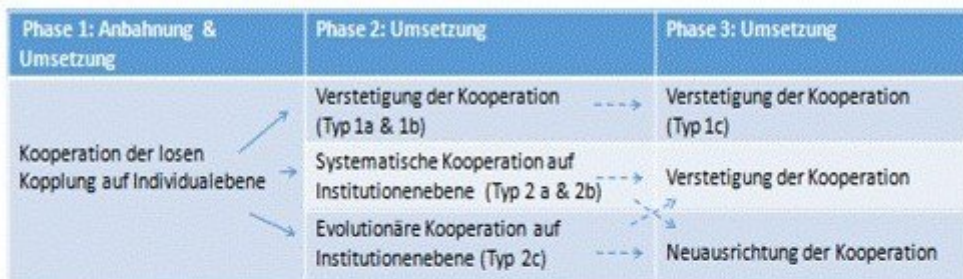 Phase 1: Anbahnung &
Umsetzung
Phase 2: Umsetzung
Phase 3: Umsetzung
Kooperation der losen
Kopplung auf Individualebene
Verstetigung der Kooperation
(Typ 1a & 1b)
Verstetigung der Kooperation
(Typ 1c)
Systematische Kooperation auf
Institutionenebene (Typ 2 a & 2b)
Verstetigung der Kooperation
Evolutionäre Kooperation auf
Institutionenebene (Typ 2c)
Neuausrichtung der Kooperation